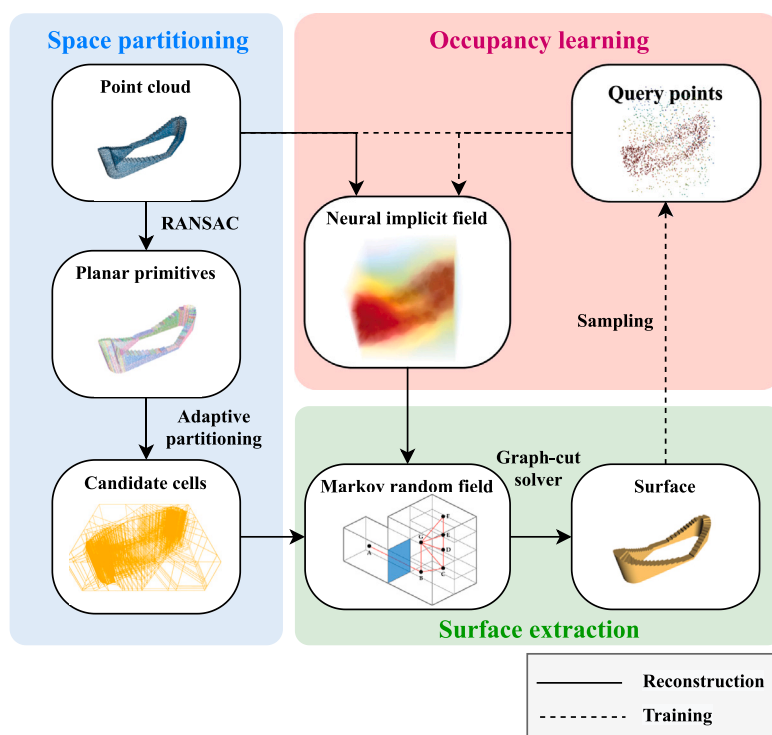 Space partitioning
Occupancy learning
Point cloud
Query points
RANSAC
Neural implicit field
Planar primitives
Sampling
Adaptive
partitioning
Graph-cut
solver
Candidate cells
Markov random field
Surface
F
G
E
A
D
B
C
Surface extraction
Reconstruction
Training